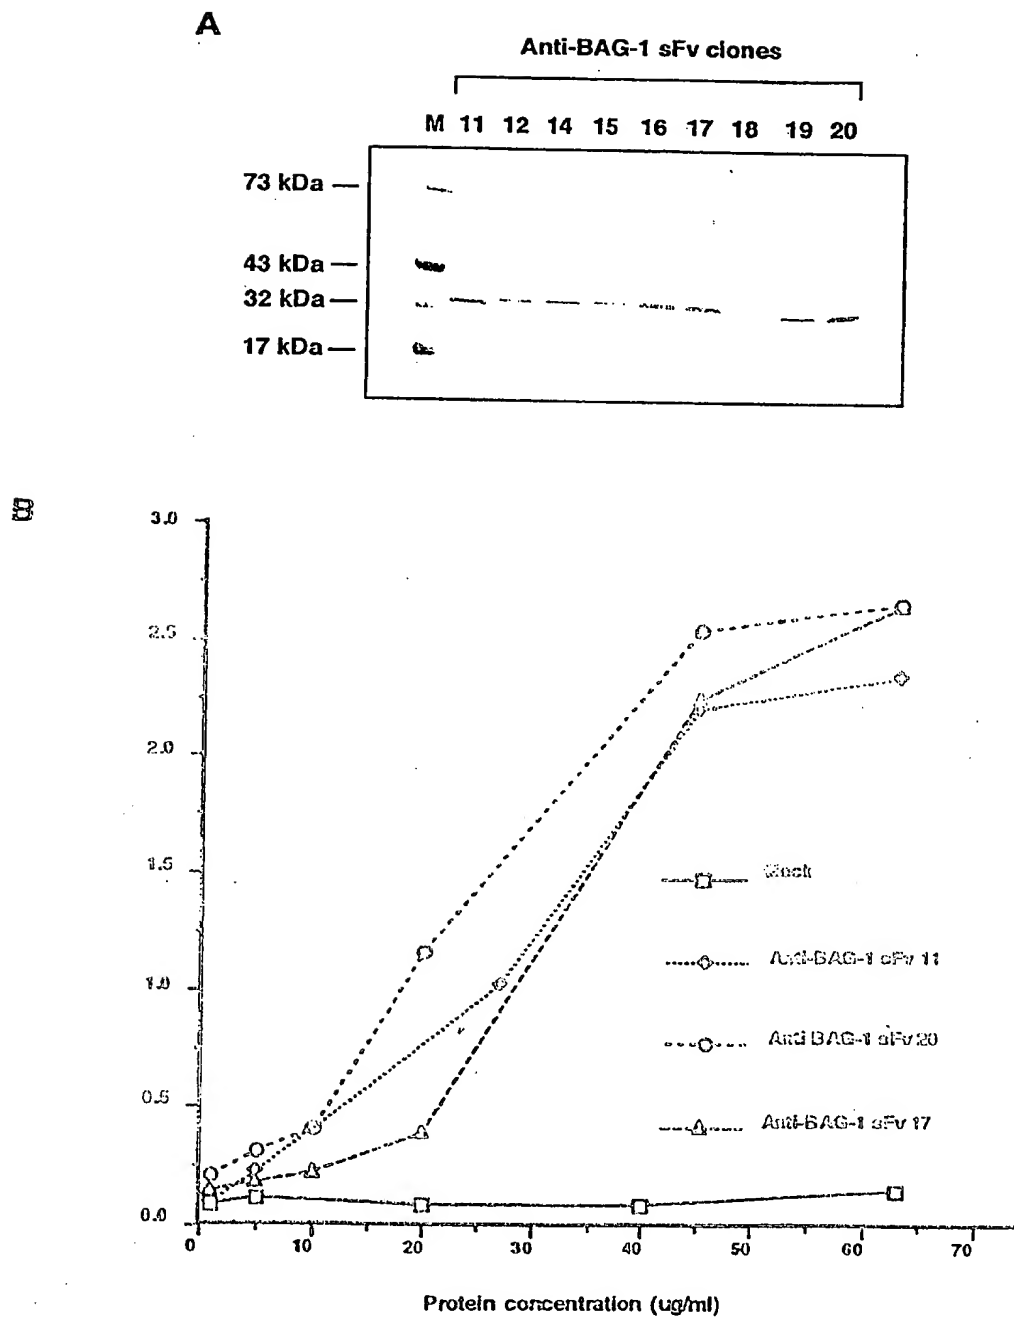 A
Anti-BAG-1 sFv clones
M 11 12 14 15 16 17 18 19 20
73 kDa
43 kDa
32 kDa
17 kDa
B
3.0
2.5
2.0
1.5
1.0
0.5
0.0
Mock
Anti-BAG-1 sFv 11
Anti BAG-1 sFv 20
Anti-BAG-1 sFv 17
0 10 20 30 40 50 60 70
Protein concentration (ug/ml)